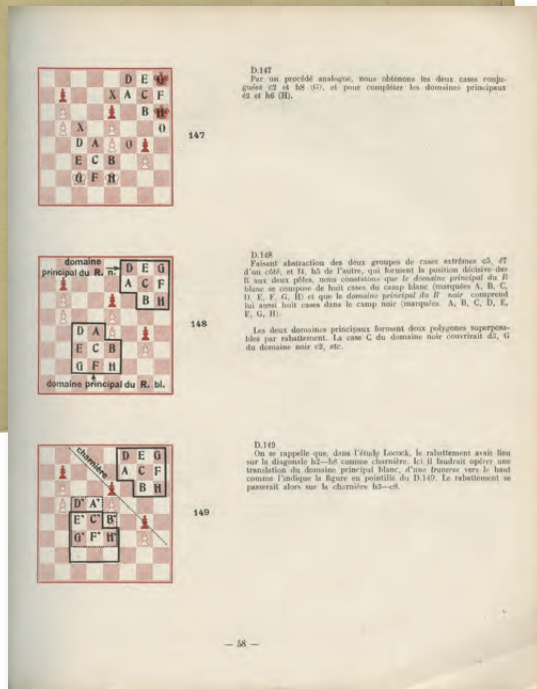 D.147
Par un procédé analogue, nous obtenons les deux cases conju-
guées c2 et h8 (G), et pour compléter les domaines principaux
é2 et h6 (H).
D E G
X A C F
B H
X O
D A O
E C B
G F H
147
D.148
Faisant abstraction des deux groupes de cases extrêmes c5, é7
d'un côté, et f4, h5 de l'autre, qui forment la position décisive des
R aux deux pôles, nous constatons que le domaine principal du R
blanc se compose de huit cases du camp blanc (marquées A, B, C,
D, E, F, G, H) et que le domaine principal du R noir comprend
lui aussi huit cases dans le camp noir (marquées A, B, C, D, E,
F, G, H).
Les deux domaines principaux forment deux polygones superposa-
bles par rabattement. La case C du domaine noir couvrirait d3, G
du domaine noir c2, etc.
domaine
principal du R. n.
D E G
A C F
B H
D A
E C B
G F H
domaine principal du R. bl.
148
D.149
On se rappelle que, dans l'étude Locock, le rabattement avait lieu
sur la diagonale h2—b8 comme charnière. Ici il faudrait opérer une
translation du domaine principal blanc, d'une traverse vers le haut
comme l'indique la figure en pointillé du D.149. Le rabattement se
passerait alors sur la charnière h3—c8.
charnière
D E G
A C F
B H
D' A'
E' C' B'
G' F' H'
149
— 58 —